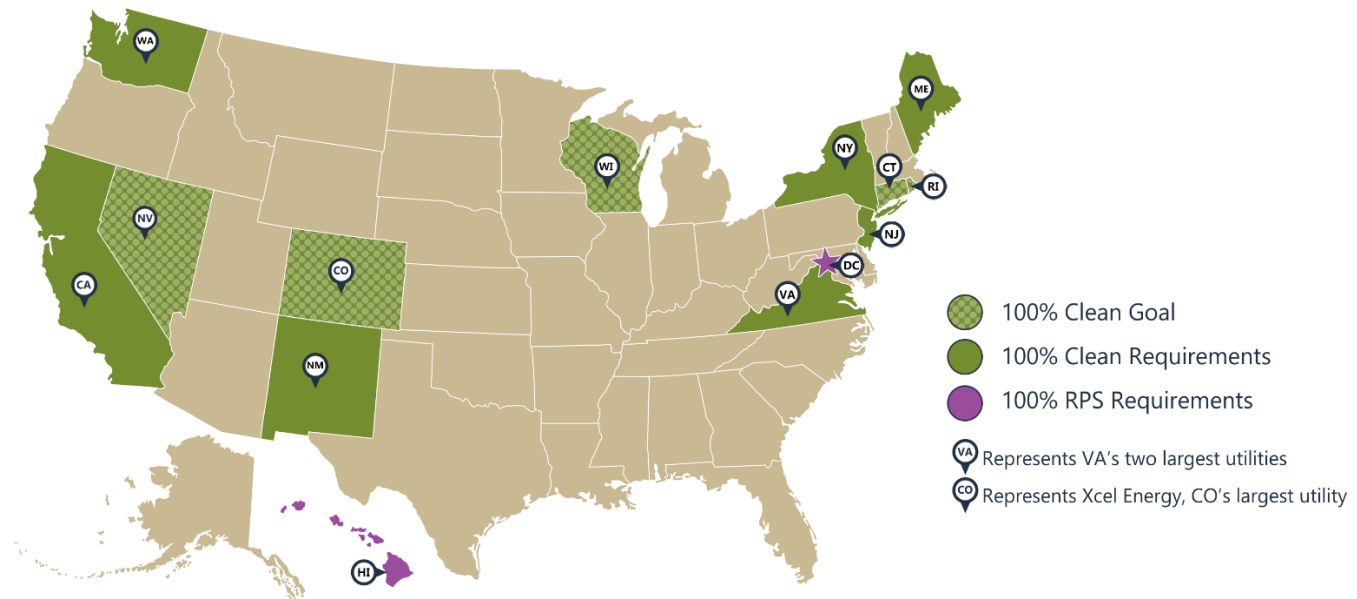 WA
ME
NY
WI
CT
RI
NV
NJ
CO
DC
CA
VA
NM
HI
100% Clean Goal
100% Clean Requirements
100% RPS Requirements
VA Represents VA's two largest utilities
CO Represents Xcel Energy, CO's largest utility